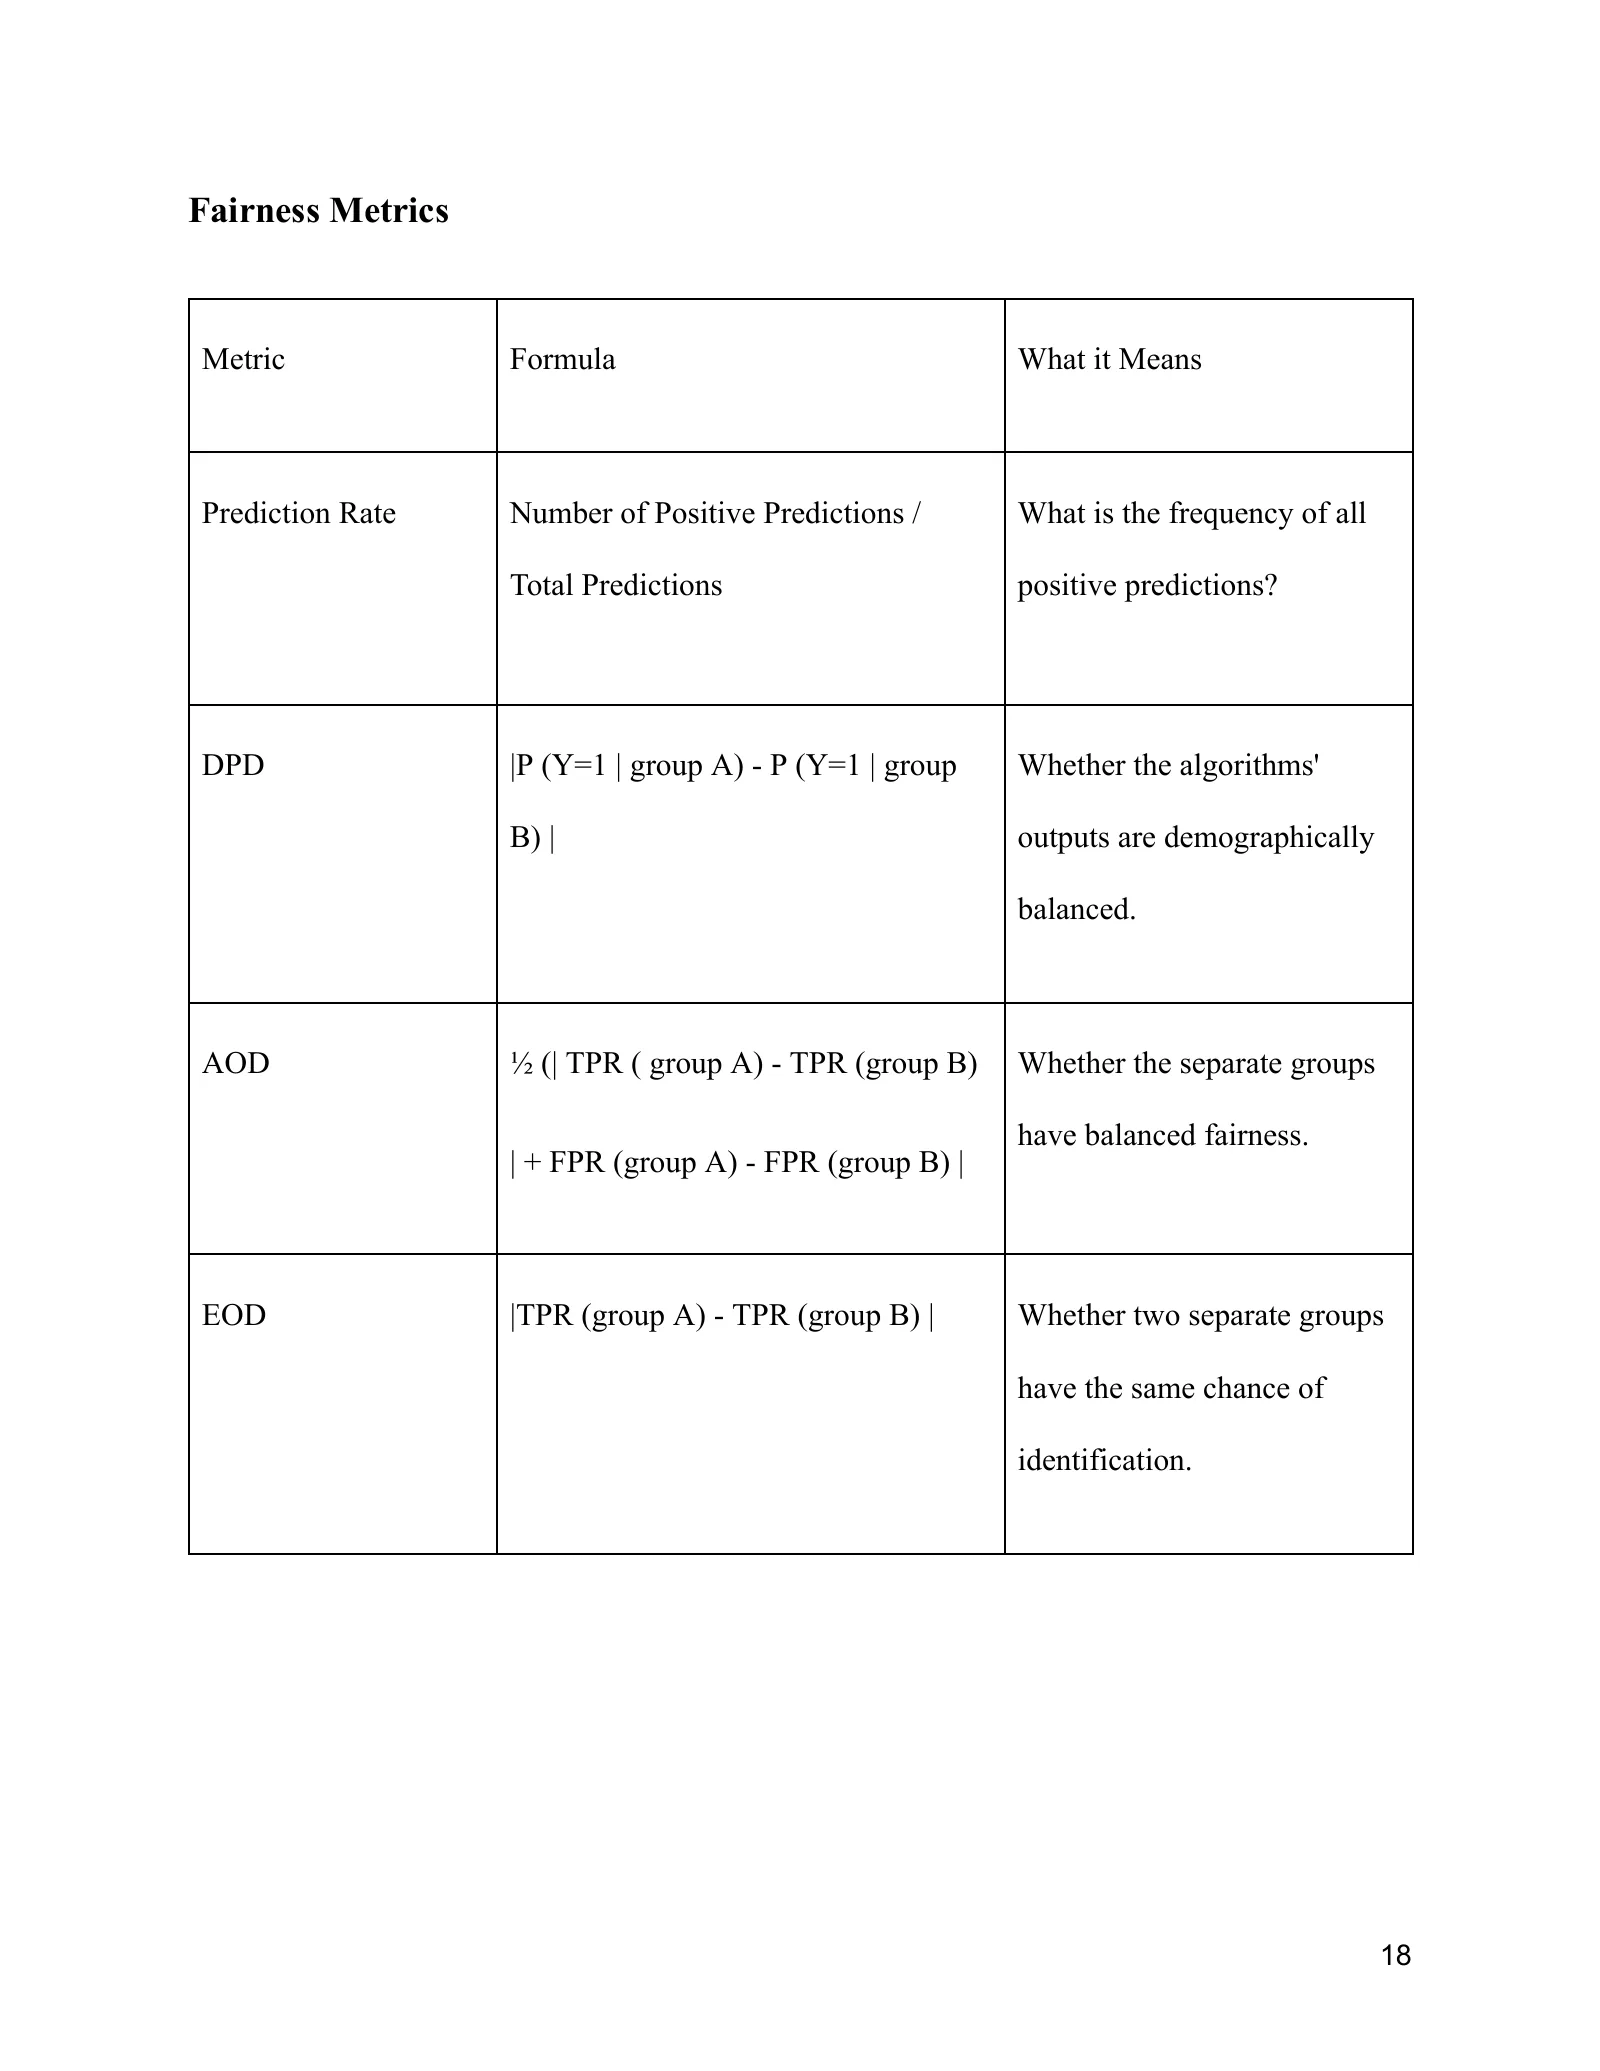 Fairness Metrics
Metric
Formula
What it Means
Prediction Rate
Number of Positive Predictions /
Total Predictions
What is the frequency of all
positive predictions?
DPD
|P (Y=1 | group A) - P (Y=1 | group
B) |
Whether the algorithms'
outputs are demographically
balanced.
AOD
½ (| TPR ( group A) - TPR (group B)
| + FPR (group A) - FPR (group B) |
Whether the separate groups
have balanced fairness.
EOD
|TPR (group A) - TPR (group B) |
Whether two separate groups
have the same chance of
identification.
18